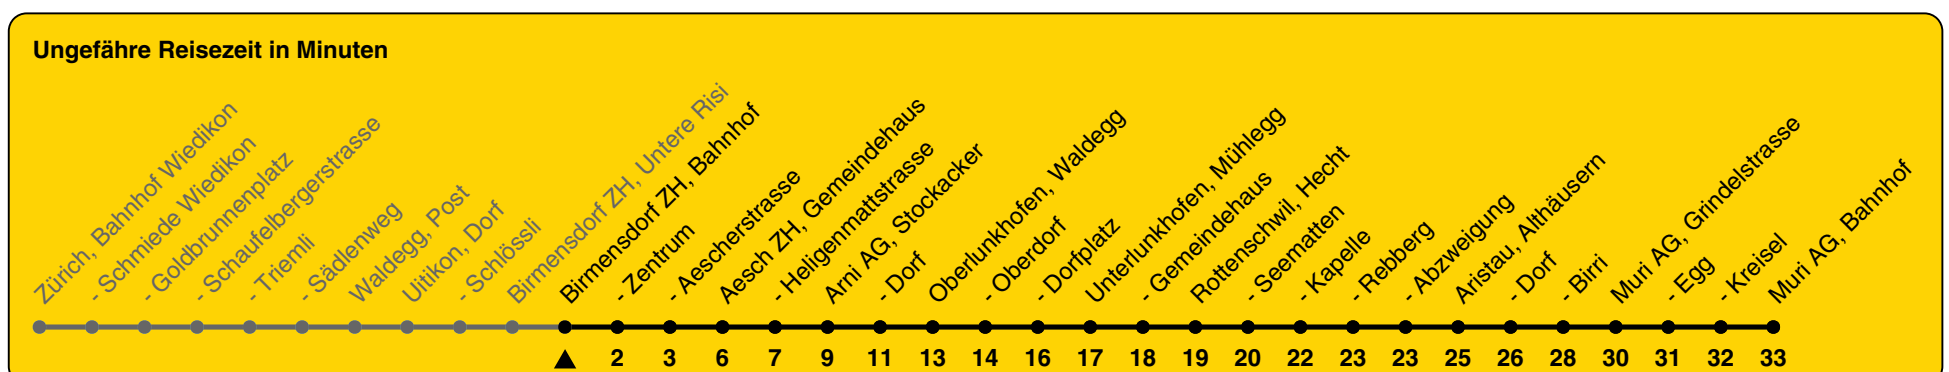 Ungefähre Reisezeit in Minuten
Zürich, Bahnhof Wiedikon
- Schmiede Wiedikon
- Goldbrunnenplatz
- Schaufelbergerstrasse
- Triemli
- Sädlenweg
Waldegg, Post
Uitikon, Dorf
- Schlössli
Birmensdorf ZH, Untere Risi
Birmensdorf ZH, Bahnhof
- Zentrum
- Aescherstrasse
Aesch ZH, Gemeindehaus
- Heligenmattstrasse
Arni AG, Stockacker
- Dorf
Oberlunkhofen, Waldegg
- Oberdorf
- Dorfplatz
Unterlunkhofen, Mühlegg
- Gemeindehaus
Rottenschwil, Hecht
- Seematten
- Kapelle
- Rebberg
- Abzweigung
Aristau, Althäusern
- Dorf
- Birri
Muri AG, Grindelstrasse
- Egg
- Kreisel
Muri AG, Bahnhof
2 3 6 7 9 11 13 14 16 17 18 19 20 22 23 23 25 26 28 30 31 32 33